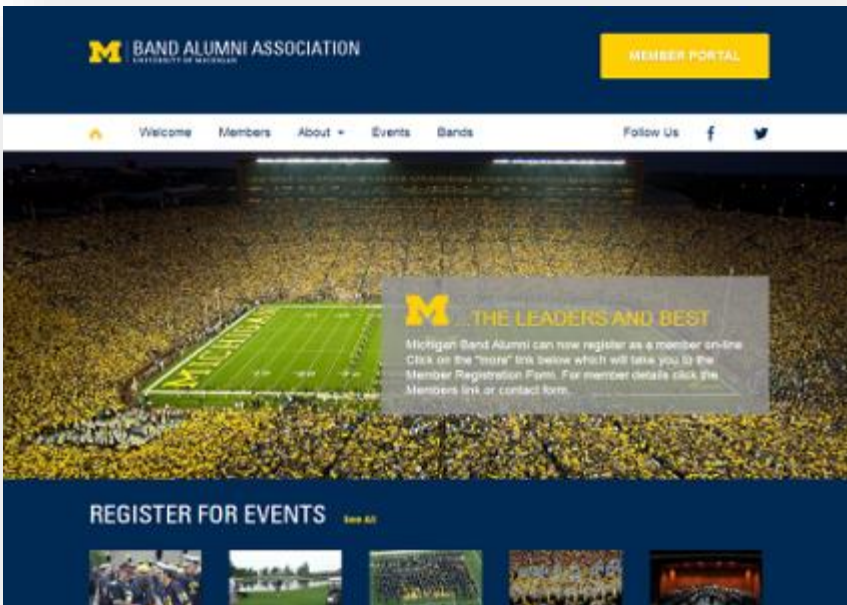 M BAND ALUMNI ASSOCIATION
UNIVERSITY OF MICHIGAN
MEMBER PORTAL
Welcome Members About Events Bands Follow Us
MICHIGAN
M ...THE LEADERS AND BEST
Michigan Band Alumni can now register as a member on-line
Click on the "more" link below which will take you to the
Member Registration Form. For member details click the
Members link or contact form.
REGISTER FOR EVENTS See All